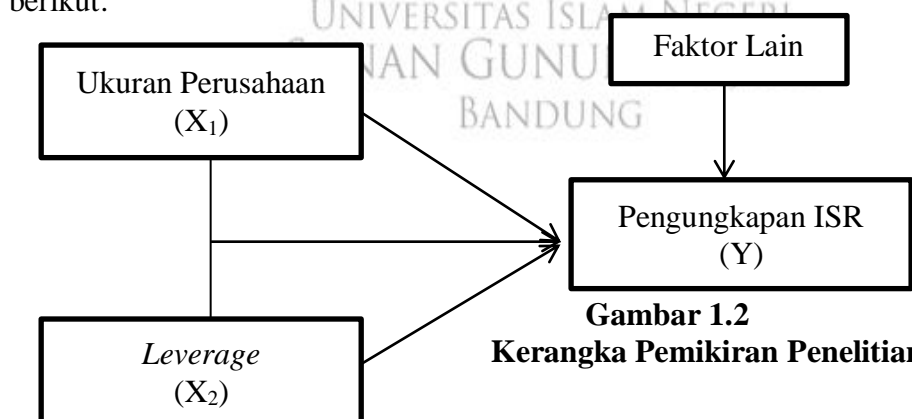 berikut:
UNIVERSITAS ISLAM NEGERI
GUNU
BANDUNG
Faktor Lain
Ukuran Perusahaan
(X₁)
Pengungkapan ISR
(Y)
Gambar 1.2
Kerangka Pemikiran Penelitian
Leverage
(X₂)